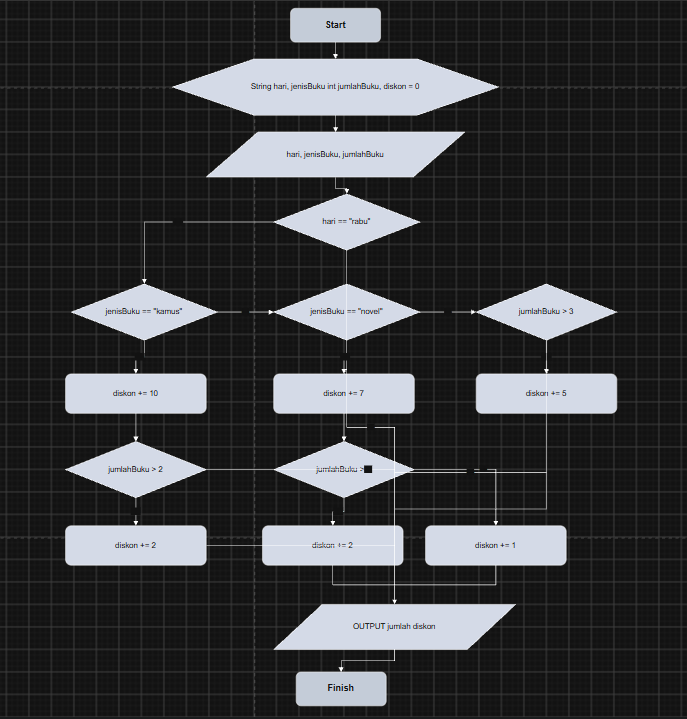 Start
String hari, jenisBuku int jumlahBuku, diskon = 0
hari, jenisBuku, jumlahBuku
hari == "rabu"
jenisBuku == "kamus"
jenisBuku == "novel"
jumlahBuku > 3
diskon += 10
diskon += 7
diskon += 5
jumlahBuku > 2
jumlahBuku >
diskon += 2
diskon += 2
diskon += 1
OUTPUT jumlah diskon
Finish